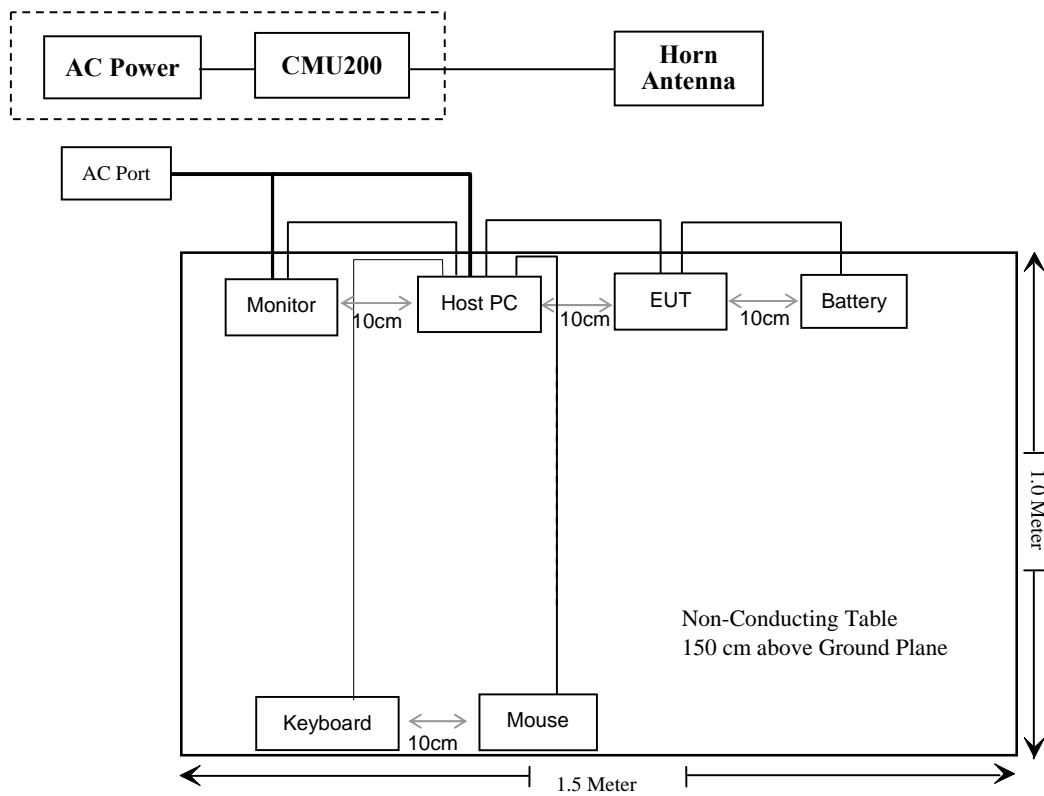 AC Power
CMU200
Horn
Antenna
AC Port
Monitor
Host PC
EUT
Battery
10cm
10cm
10cm
1.0 Meter
Non-Conducting Table
150 cm above Ground Plane
Keyboard
Mouse
10cm
1.5 Meter